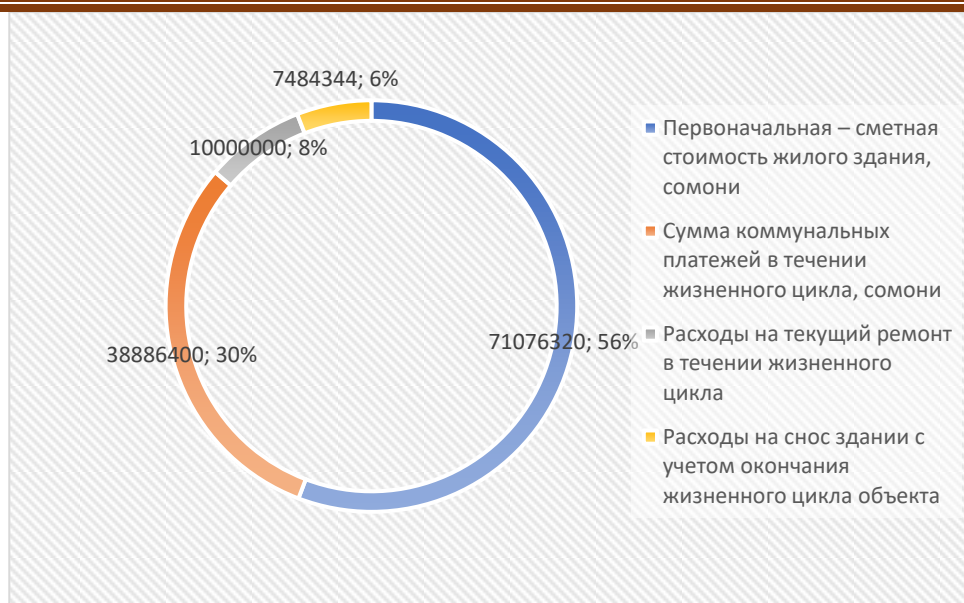 7484344; 6%
10000000; 8%
38886400; 30%
71076320; 56%
Первоначальная – сметная
стоимость жилого здания,
сомони
Сумма коммунальных
платежей в течении
жизненного цикла, сомони
Расходы на текущий ремонт
в течении жизненного
цикла
Расходы на снос здании с
учетом окончания
жизненного цикла объекта